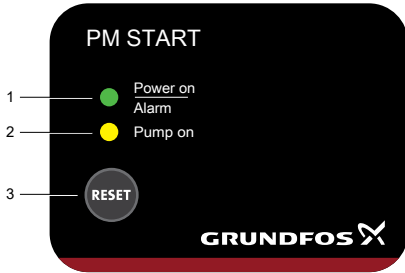 PM START
1
Power on
Alarm
2
Pump on
3
RESET
GRUNDFOS